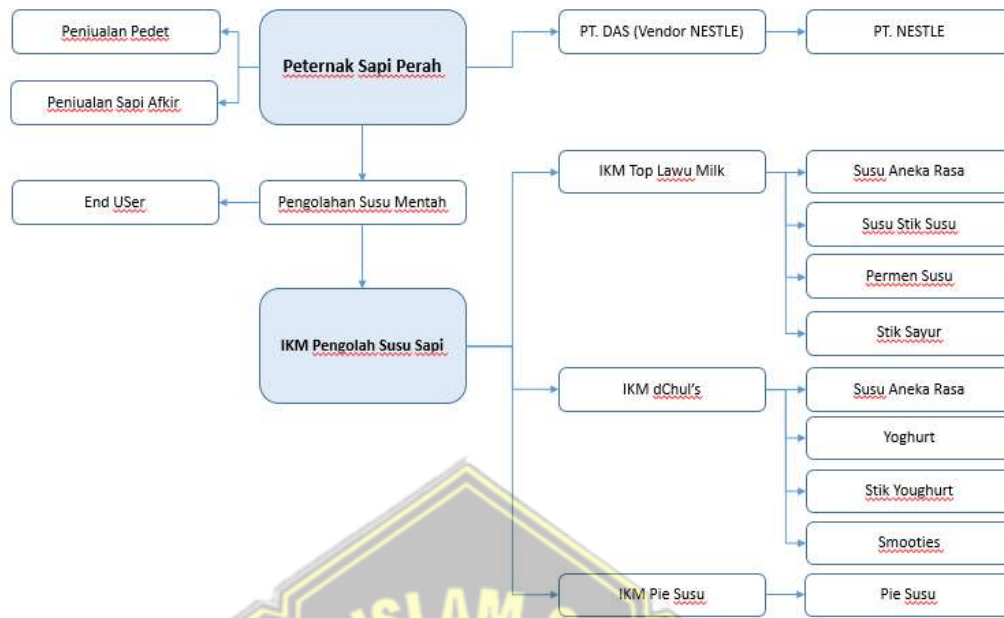 Penjualan Pedet
Peternak Sapi Perah
PT. DAS (Vendor NESTLE)
PT. NESTLE
Penjualan Sapi Afkir
End USer
Pengolahan Susu Mentah
IKM Top Lawu Milk
Susu Aneka Rasa
Susu Stik Susu
Permen Susu
Stik Sayur
IKM Pengolah Susu Sapi
IKM dChul's
Susu Aneka Rasa
Yoghurt
Stik Youghurt
Smooties
IKM Pie Susu
Pie Susu
ISLAM